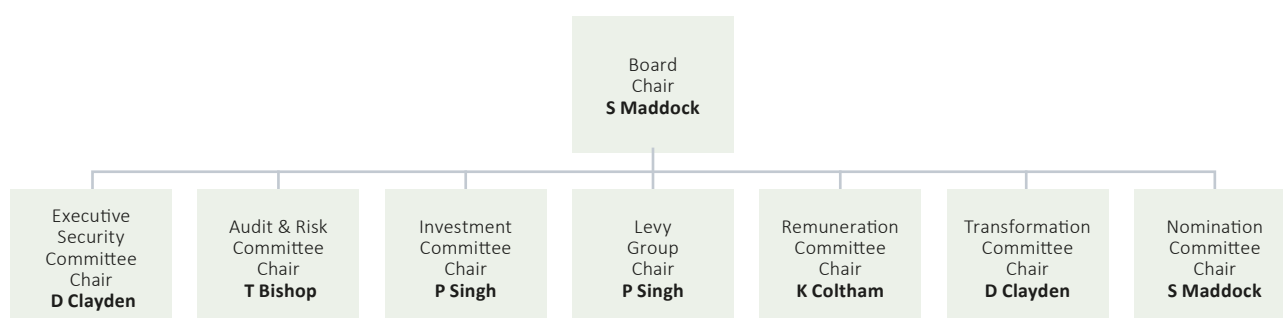 Board
Chair
S Maddock
Executive
Security
Committee
Chair
D Clayden
Audit & Risk
Committee
Chair
T Bishop
Investment
Committee
Chair
P Singh
Levy
Group
Chair
P Singh
Remuneration
Committee
Chair
K Coltham
Transformation
Committee
Chair
D Clayden
Nomination
Committee
Chair
S Maddock